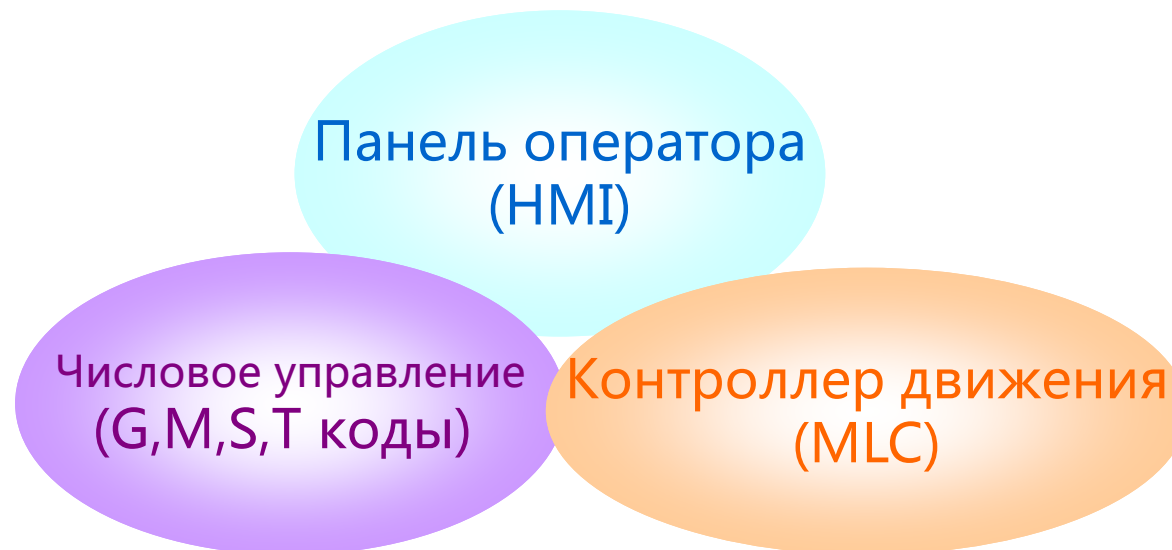 Панель оператора
(HMI)
Числовое управление
(G,M,S,T коды)
Контроллер движения
(MLC)